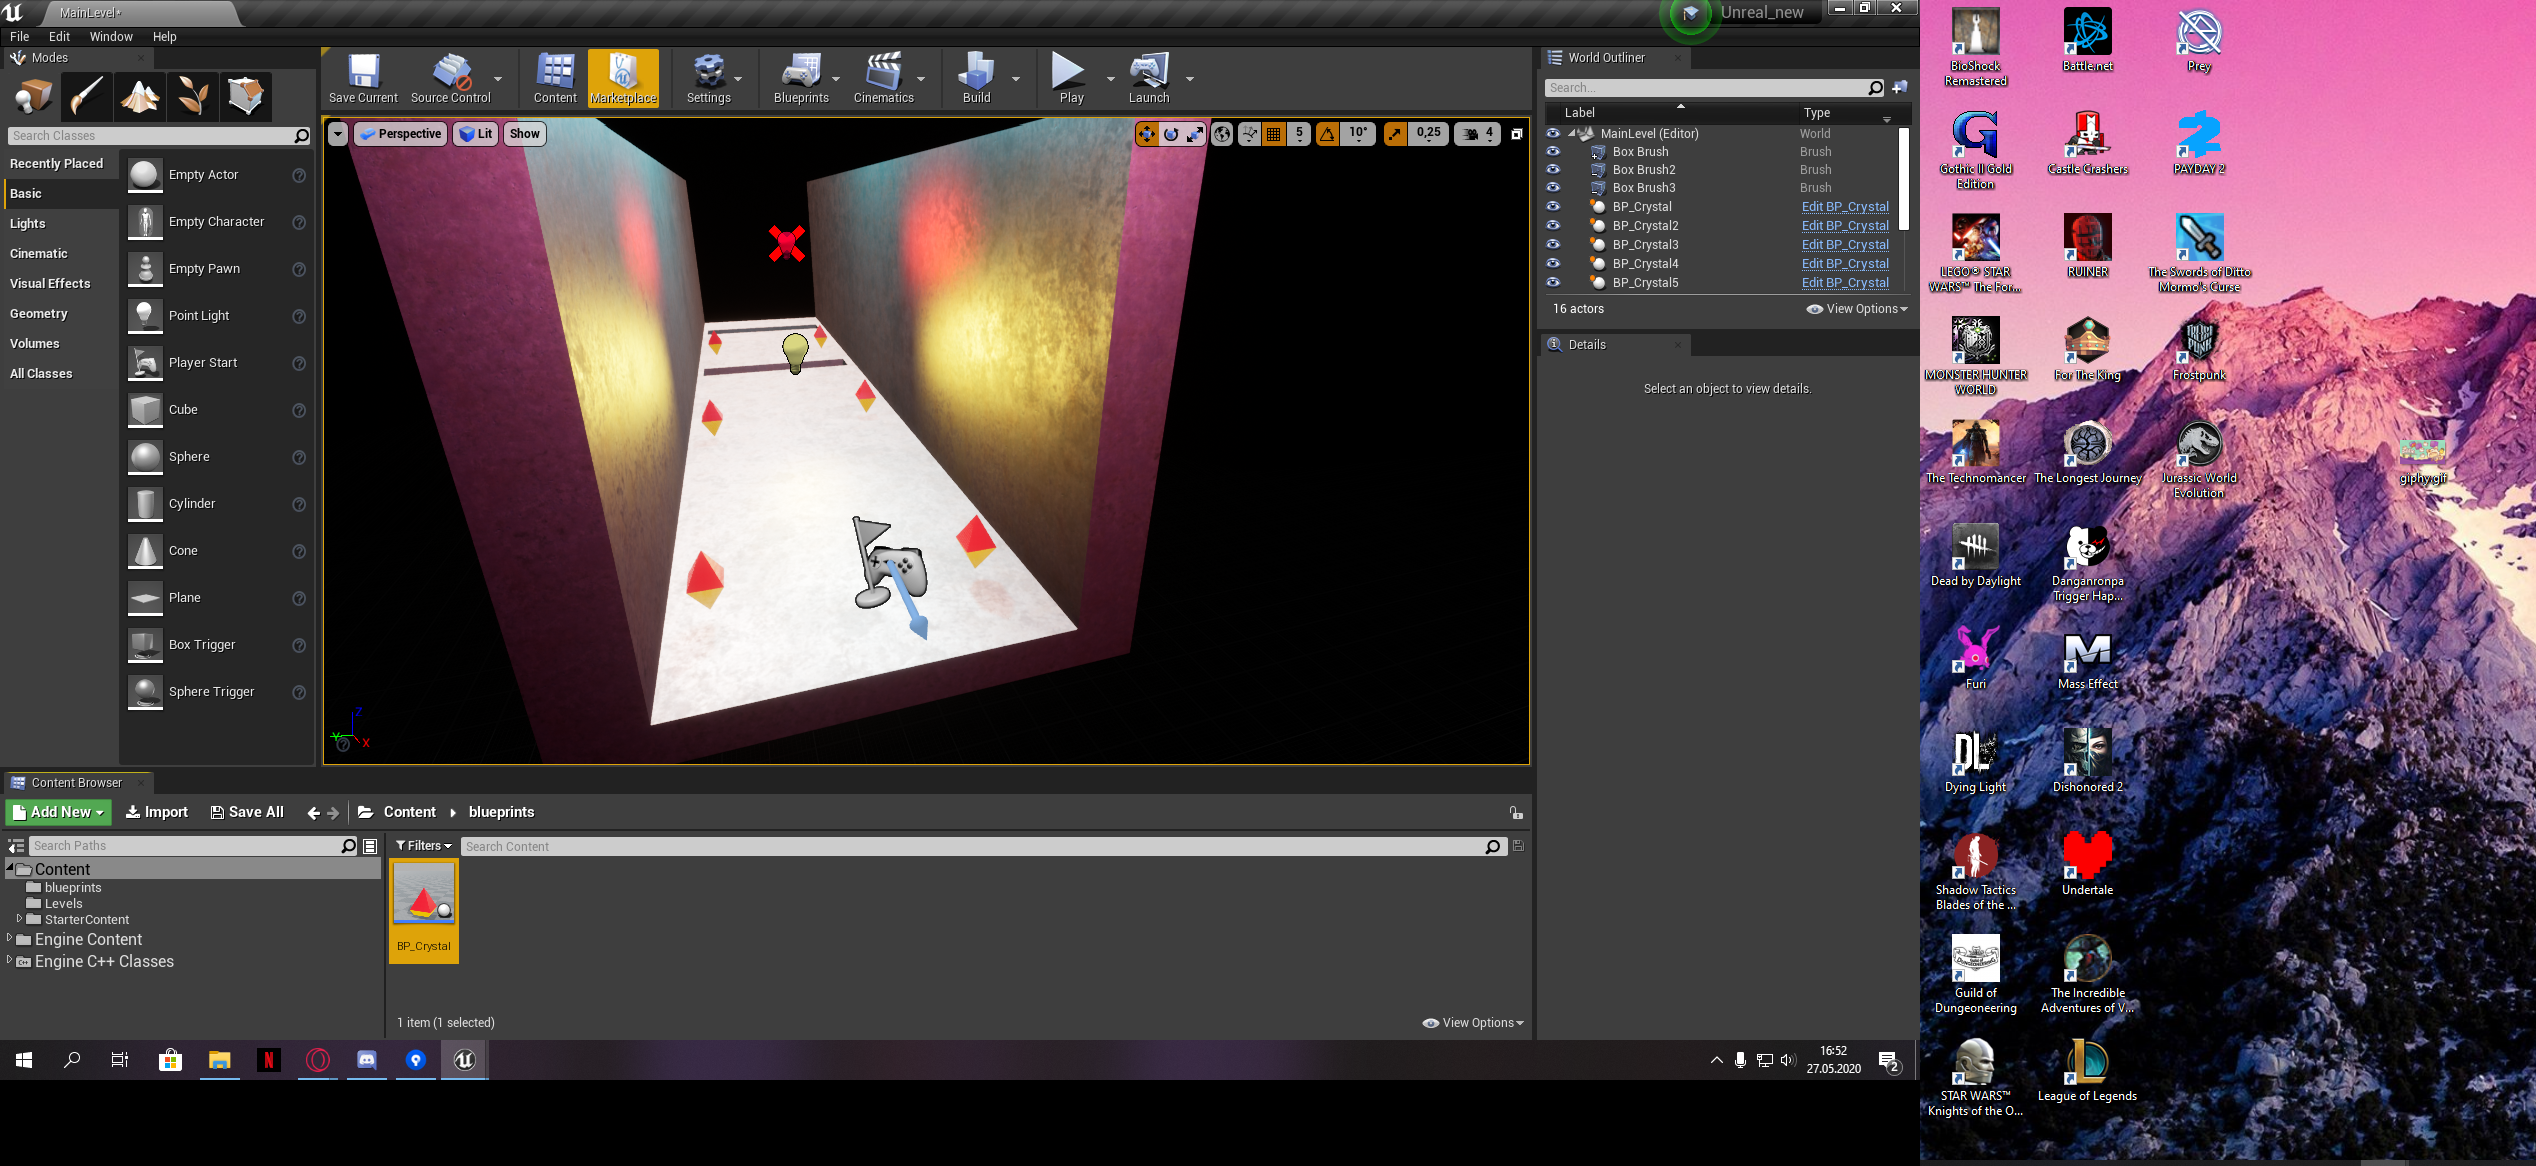 MainLevel*
Unreal_new
File Edit Window Help
Modes
Search Classes
Recently Placed
Basic
Lights
Cinematic
Visual Effects
Geometry
Volumes
All Classes
Empty Actor
Empty Character
Empty Pawn
Point Light
Player Start
Cube
Sphere
Cylinder
Cone
Plane
Box Trigger
Sphere Trigger
Save Current Source Control Content Marketplace Settings Blueprints Cinematics Build Play Launch
Perspective Lit Show
5 10° 0,25 4
Z
Y
X
World Outliner
Search...
Label Type
MainLevel (Editor) World
Box Brush Brush
Box Brush2 Brush
Box Brush3 Brush
BP_Crystal Edit BP_Crystal
BP_Crystal2 Edit BP_Crystal
BP_Crystal3 Edit BP_Crystal
BP_Crystal4 Edit BP_Crystal
BP_Crystal5 Edit BP_Crystal
16 actors View Options
Details
Select an object to view details.
Content Browser
Add New Import Save All Content blueprints
Search Paths
Filters Search Content
Content
blueprints
Levels
StarterContent
Engine Content
Engine C++ Classes
BP_Crystal
1 item (1 selected) View Options
16:52
27.05.2020
2
BioShock
Remastered
Battle.net
Prey
Gothic II Gold
Edition
Castle Crashers
PAYDAY 2
LEGO® STAR
WARS™ The For...
RUINER
The Swords of Ditto
Mormo's Curse
MONSTER HUNTER
WORLD
For The King
Frostpunk
The Technomancer
The Longest Journey
Jurassic World
Evolution
giphy.gif
Dead by Daylight
Danganronpa
Trigger Hap...
Furi
Mass Effect
Dying Light
Dishonored 2
Shadow Tactics
Blades of the ...
Undertale
Guild of
Dungeoneering
The Incredible
Adventures of V...
STAR WARS™
Knights of the O...
League of Legends